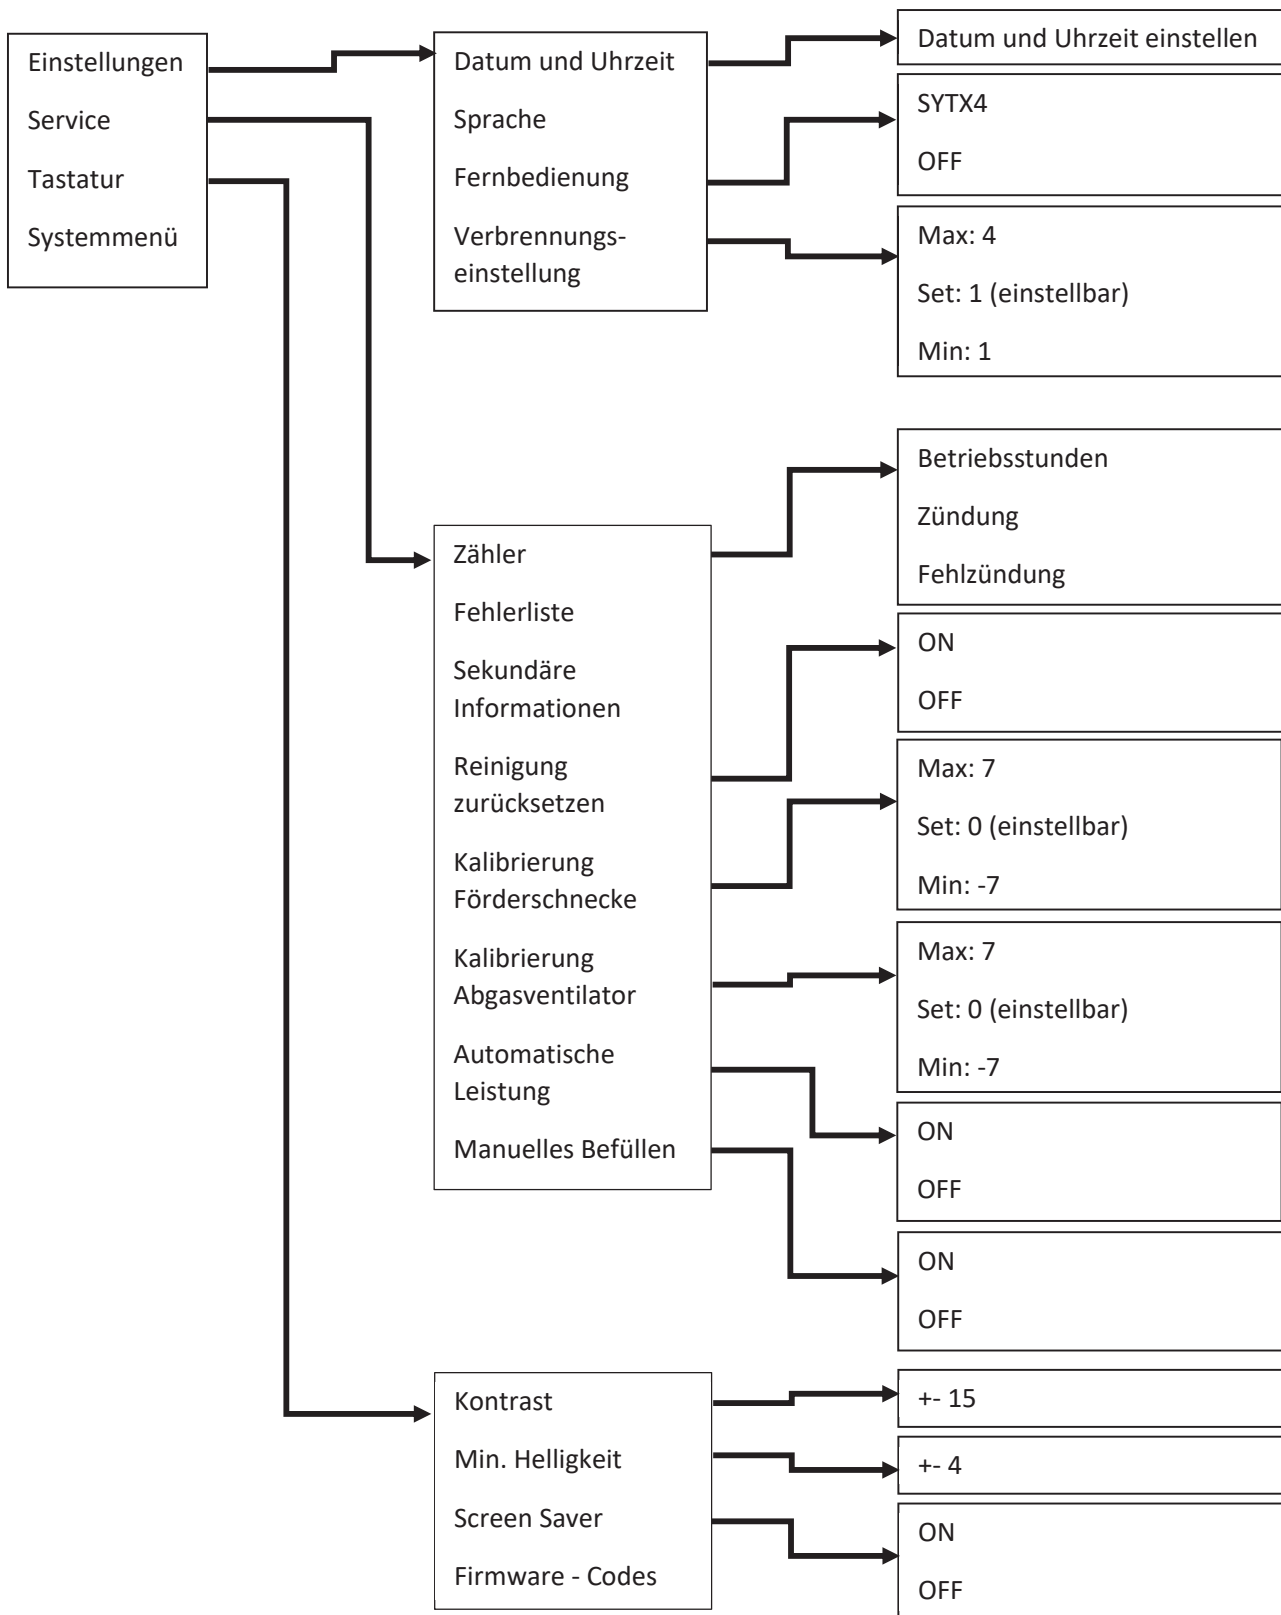 Einstellungen
Service
Tastatur
Systemmenü
Datum und Uhrzeit
Sprache
Fernbedienung
Verbrennungs-
einstellung
Datum und Uhrzeit einstellen
SYTX4
OFF
Max: 4
Set: 1 (einstellbar)
Min: 1
Zähler
Fehlerliste
Sekundäre
Informationen
Reinigung
zurücksetzen
Kalibrierung
Förderschnecke
Kalibrierung
Abgasventilator
Automatische
Leistung
Manuelles Befüllen
Betriebsstunden
Zündung
Fehlzündung
ON
OFF
Max: 7
Set: 0 (einstellbar)
Min: -7
Max: 7
Set: 0 (einstellbar)
Min: -7
ON
OFF
ON
OFF
Kontrast
Min. Helligkeit
Screen Saver
Firmware - Codes
+- 15
+- 4
ON
OFF